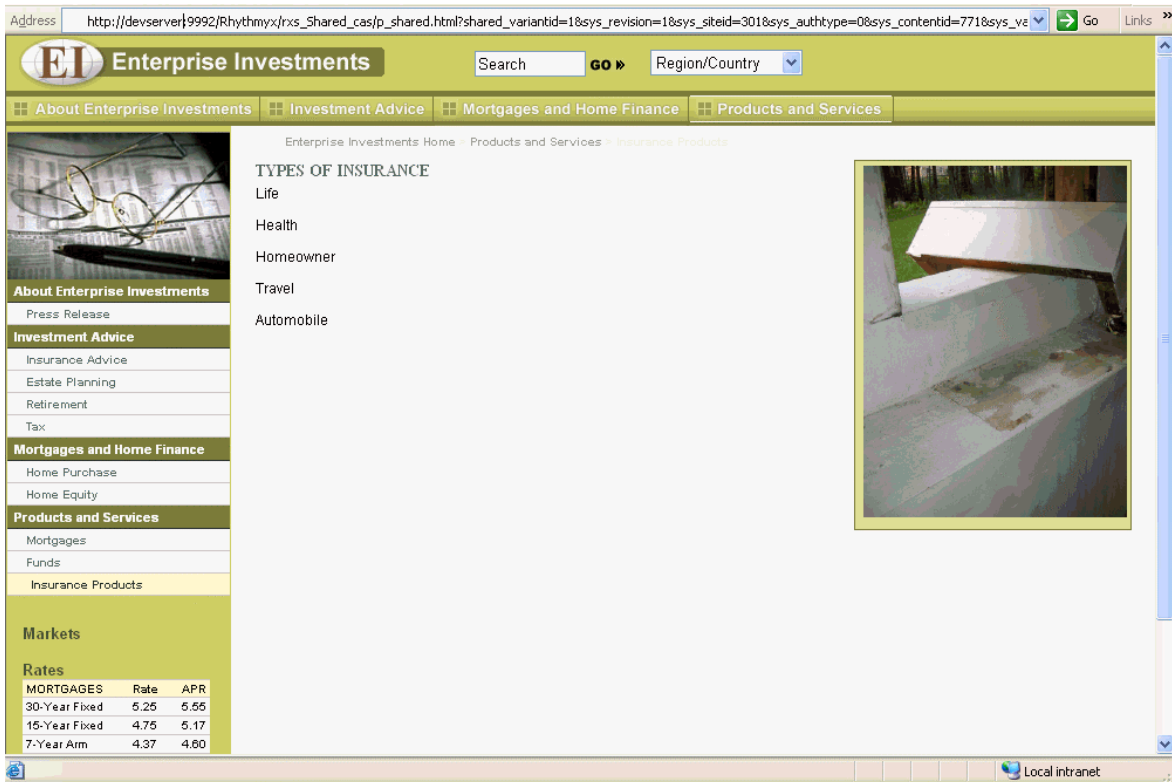 Address http://devserver:9992/Rhythmyx/rxs_Shared_cas/p_shared.html?shared_variantid=1&sys_revision=1&sys_siteid=301&sys_authtype=0&sys_contentid=771&sys_va Go Links »
EI Enterprise Investments Search GO » Region/Country
About Enterprise Investments Investment Advice Mortgages and Home Finance Products and Services
Enterprise Investments Home > Products and Services > Insurance Products
TYPES OF INSURANCE
Life
Health
Homeowner
Travel
Automobile
About Enterprise Investments
Press Release
Investment Advice
Insurance Advice
Estate Planning
Retirement
Tax
Mortgages and Home Finance
Home Purchase
Home Equity
Products and Services
Mortgages
Funds
Insurance Products
Markets
Rates
MORTGAGES Rate APR
30-Year Fixed 5.25 5.55
15-Year Fixed 4.75 5.17
7-Year Arm 4.37 4.60
Local intranet